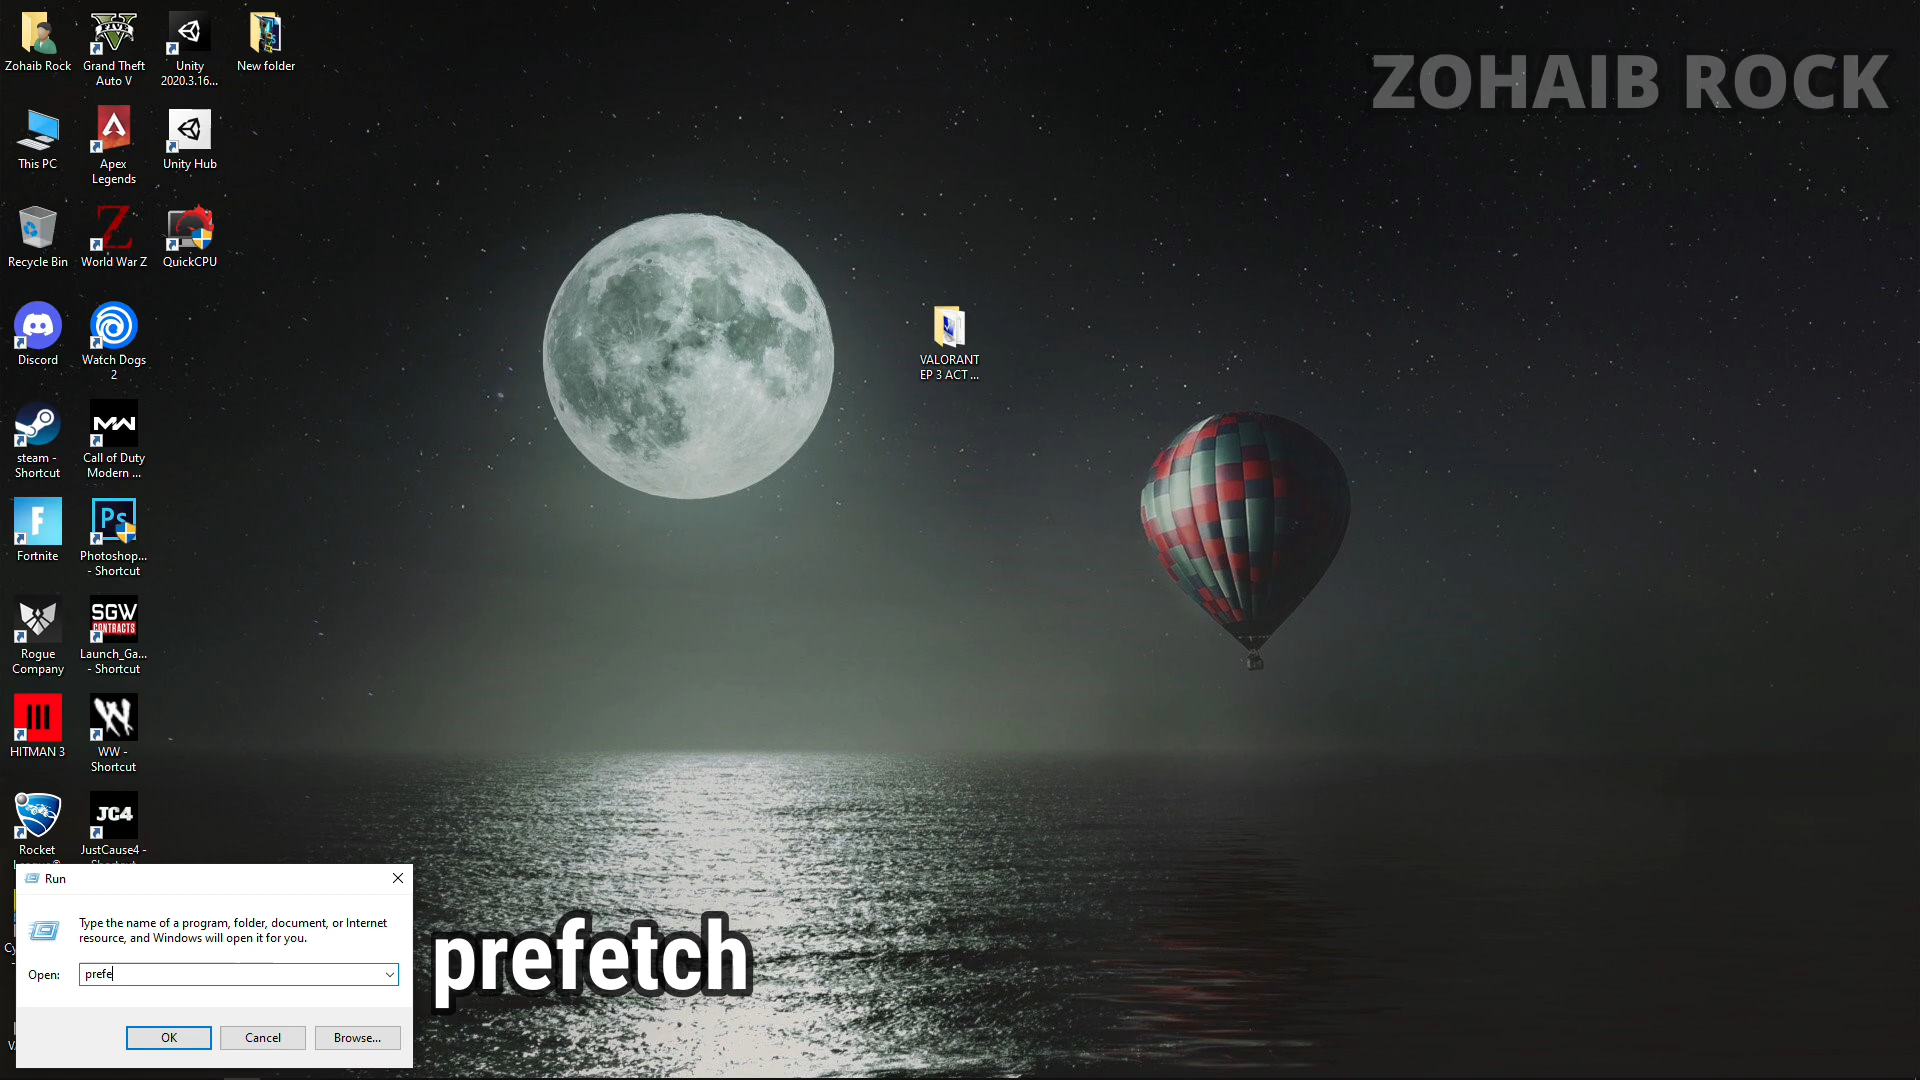 ZOHAIB ROCK
Zohaib Rock
Grand Theft
Auto V
Unity
2020.3.16...
New folder
This PC
Apex
Legends
Unity Hub
Recycle Bin
World War Z
QuickCPU
Discord
Watch Dogs
2
VALORANT
EP 3 ACT ...
steam -
Shortcut
Call of Duty
Modern ...
Fortnite
Ps
Photoshop...
- Shortcut
Rogue
Company
SGW
CONTRACTS
Launch_Ga...
- Shortcut
HITMAN 3
WW -
Shortcut
Rocket
JC4
JustCause4 -
Run
Type the name of a program, folder, document, or Internet
resource, and Windows will open it for you.
Open:
prefe
OK
Cancel
Browse...
prefetch